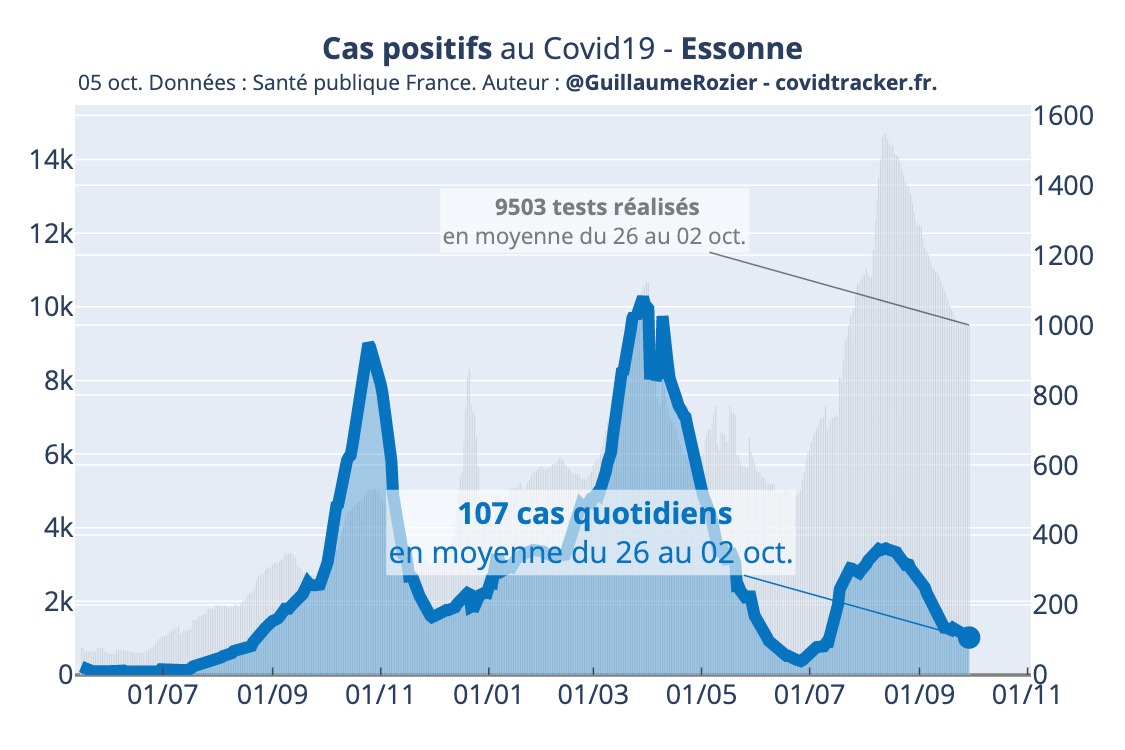 Cas positifs au Covid19 - Essonne
05 oct. Données : Santé publique France. Auteur : @GuillaumeRozier - covidtracker.fr.
1600
14k
1400
9503 tests réalisés
en moyenne du 26 au 02 oct.
12k
1200
10k
1000
8k
800
6k
600
107 cas quotidiens
4k
400
en moyenne du 26 au 02 oct.
2k
200
0
0
01/07 01/09 01/11 01/01 01/03 01/05 01/07 01/09 01/11